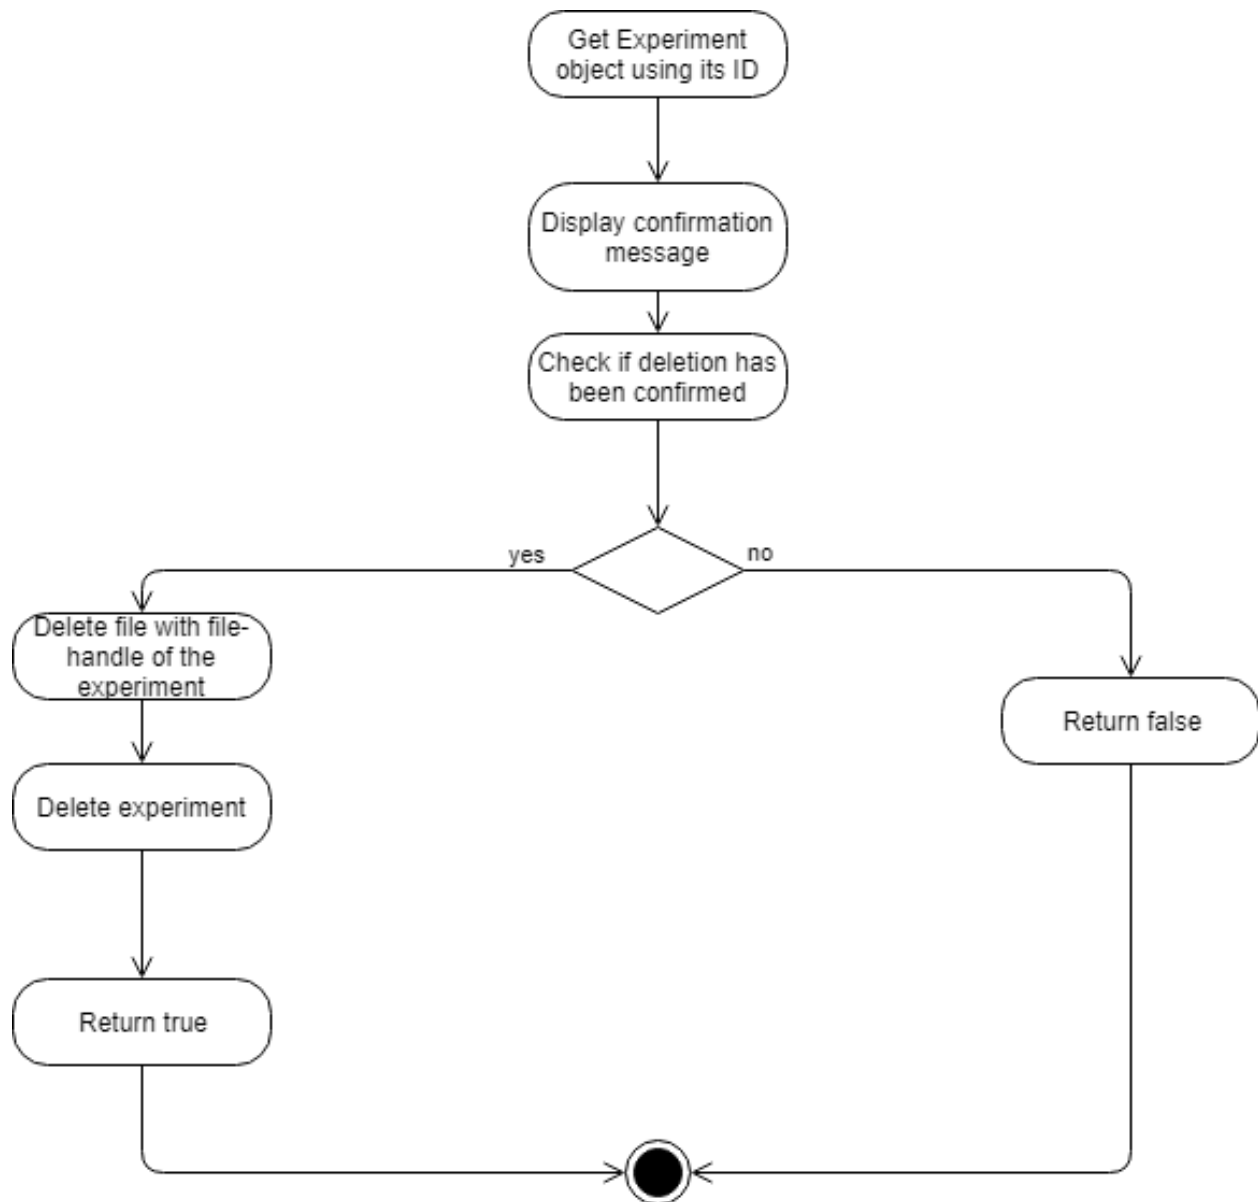 Get Experiment
object using its ID
Display confirmation
message
Check if deletion has
been confirmed
yes
no
Delete file with file-
handle of the
experiment
Return false
Delete experiment
Return true